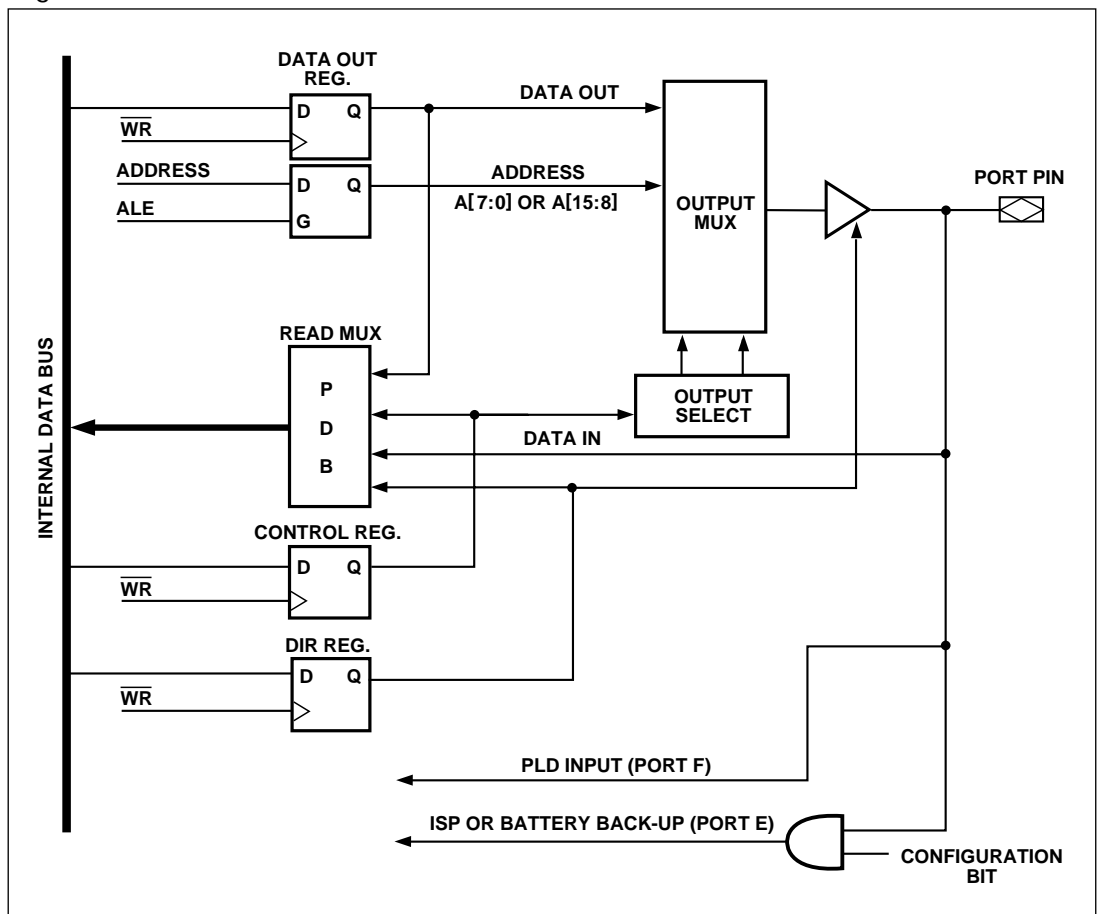 DATA OUT
REG.
D Q
WR
DATA OUT
ADDRESS
ALE
D Q
G
ADDRESS
A[7:0] OR A[15:8]
OUTPUT
MUX
PORT PIN
READ MUX
P
D
B
OUTPUT
SELECT
DATA IN
INTERNAL DATA BUS
CONTROL REG.
D Q
WR
DIR REG.
D Q
WR
PLD INPUT (PORT F)
ISP OR BATTERY BACK-UP (PORT E)
CONFIGURATION
BIT